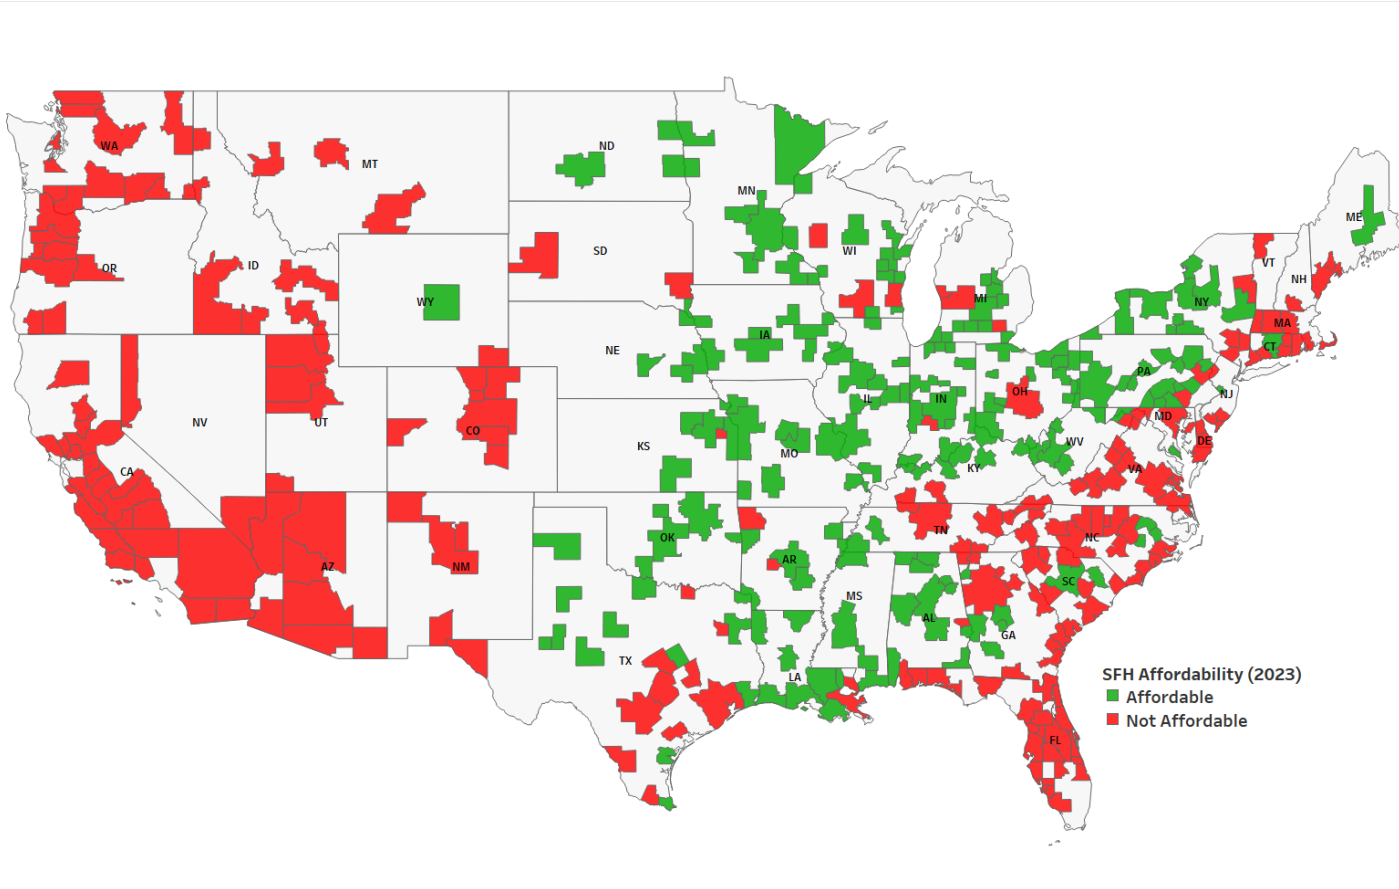 WA
MT
ND
MN
ME
OR
ID
SD
WI
VT
NH
WY
MI
NY
MA
NE
IA
CT
PA
NV
UT
CO
IL
IN
OH
NJ
MD
KS
MO
WV
DE
CA
KY
VA
AZ
NM
OK
AR
TN
NC
MS
AL
SC
GA
TX
LA
FL
SFH Affordability (2023)
Affordable
Not Affordable